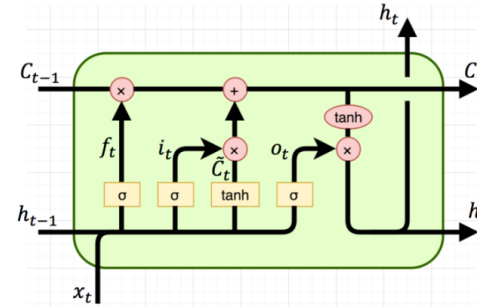 h_t
C_{t-1} × + C
tanh
f_t i_t × o_t ×
C̃_t
σ σ tanh σ
h_{t-1} h
x_t